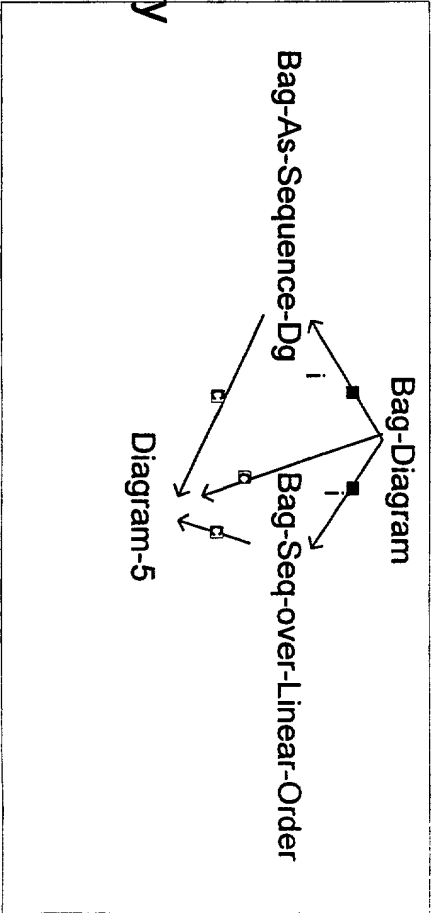 Bag-Diagram
i
i
Bag-As-Sequence-Dg
Bag-Seq-over-Linear-Order
c
c
c
Diagram-5
y